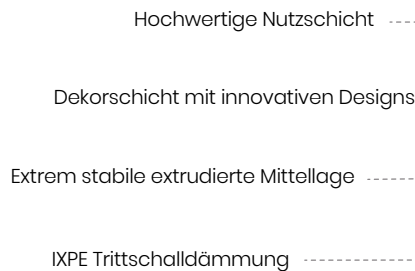 Hochwertige Nutzschicht
Dekorschicht mit innovativen Designs
Extrem stabile extrudierte Mittellage
IXPE Trittschalldämmung